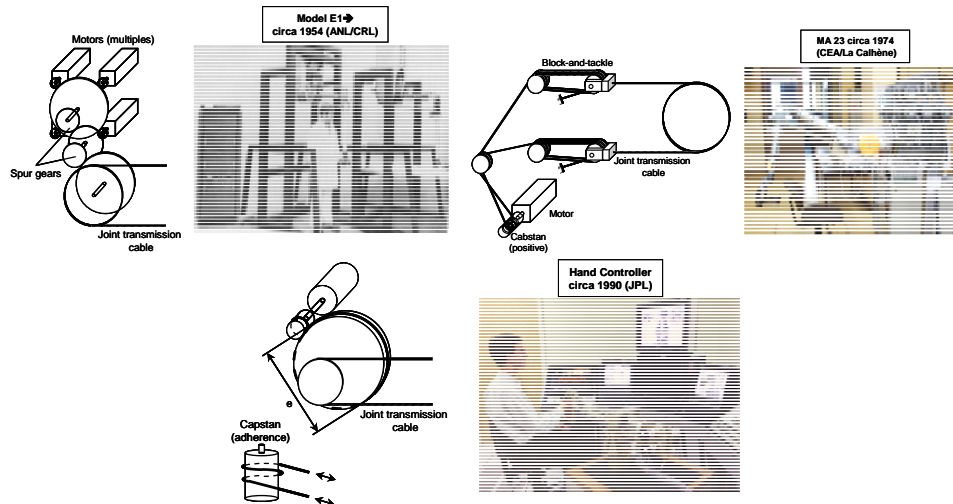 Model E1➔
circa 1954 (ANL/CRL)
Motors (multiples)
Spur gears
Joint transmission
cable
Block-and-tackle
Joint transmission
cable
Motor
Cabstan
(positive)
MA 23 circa 1974
(CEA/La Calhène)
Hand Controller
circa 1990 (JPL)
e
Joint transmission
cable
Capstan
(adherence)